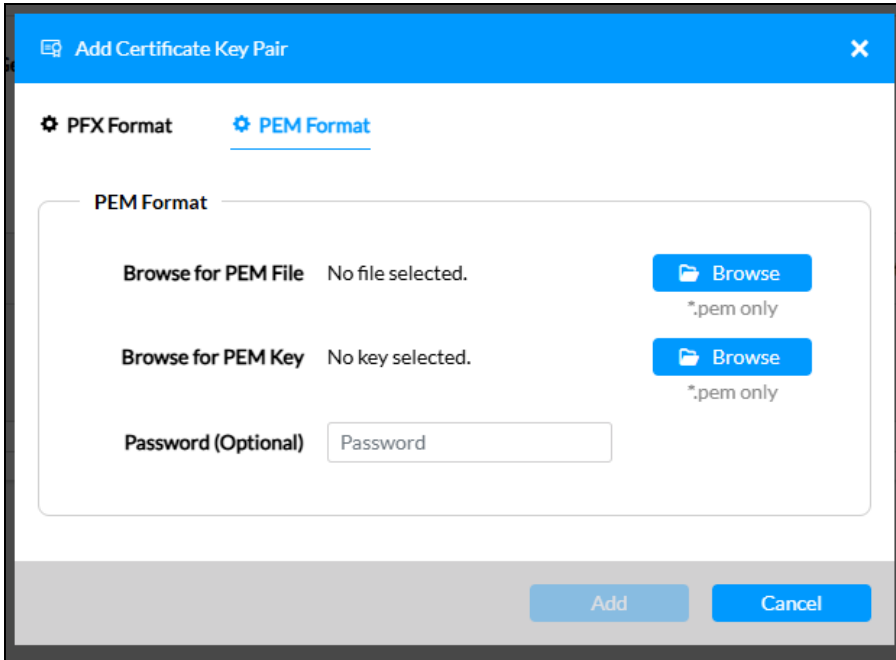 Add Certificate Key Pair
PFX Format PEM Format
PEM Format
Browse for PEM File No file selected. Browse
*.pem only
Browse for PEM Key No key selected. Browse
*.pem only
Password (Optional) Password
Add Cancel